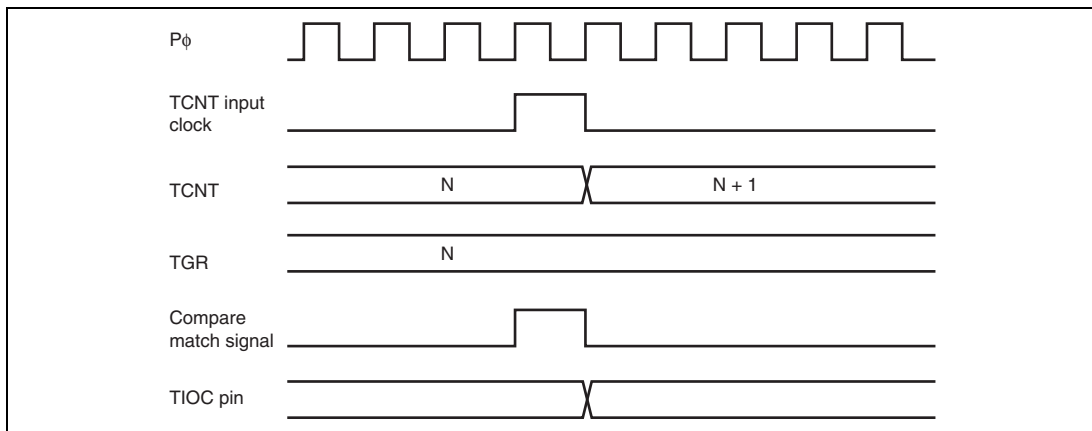 Pφ
TCNT input
clock
TCNT
N
N + 1
TGR
N
Compare
match signal
TIOC pin